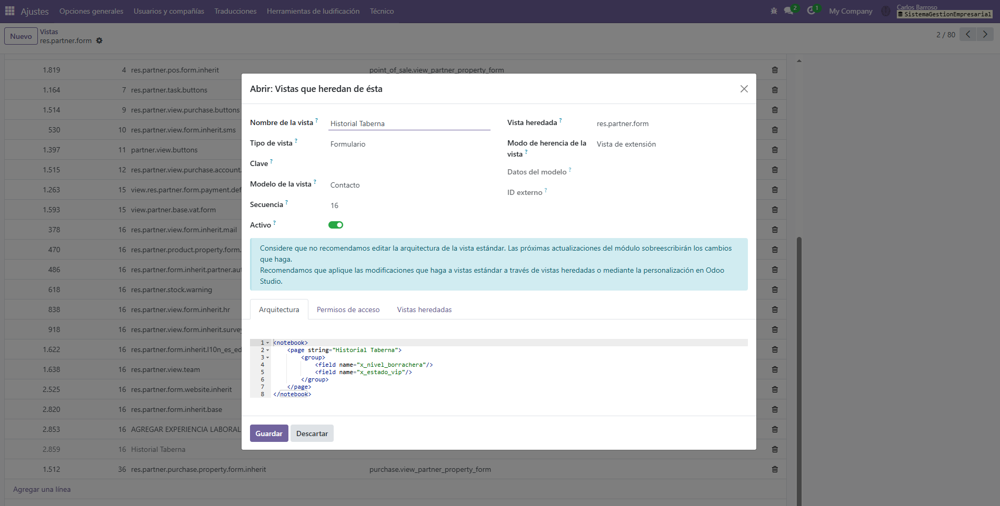 Ajustes Opciones generales Usuarios y compañías Traducciones Herramientas de ludificación Técnico 2 1 My Company Carlos Barroso
SistemaGestionEmpresarial
Nuevo Vistas
res.partner.form 2 / 80
1.819 4 res.partner.pos.form.inherit point_of_sale.view_partner_property_form
1.164 7 res.partner.task.buttons
1.514 9 res.partner.view.purchase.buttons
530 10 res.partner.view.form.inherit.sms
1.397 11 partner.view.buttons
1.515 12 res.partner.view.purchase.account.
1.263 15 view.res.partner.form.payment.def
1.593 15 view.partner.base.vat.form
378 16 res.partner.view.form.inherit.mail
470 16 res.partner.product.property.form.
486 16 res.partner.form.inherit.partner.aut
618 16 res.partner.stock.warning
838 16 res.partner.view.form.inherit.hr
918 16 res.partner.view.form.inherit.survey
1.622 16 res.partner.form.inherit.l10n_es_ed
1.638 16 res.partner.view.team
2.525 16 res.partner.form.website.inherit
2.820 16 res.partner.form.inherit.base
2.853 16 AGREGAR EXPERIENCIA LABORAL
2.859 16 Historial Taberna
1.512 36 res.partner.purchase.property.form.inherit purchase.view_partner_property_form
Agregar una línea
Abrir: Vistas que heredan de ésta
Nombre de la vista ? Historial Taberna
Tipo de vista ? Formulario
Clave ?
Modelo de la vista ? Contacto
Secuencia ? 16
Activo ?
Vista heredada ? res.partner.form
Modo de herencia de la Vista de extensión
vista ?
Datos del modelo ?
ID externo ?
Considere que no recomendamos editar la arquitectura de la vista estándar. Las próximas actualizaciones del módulo sobreescribirán los cambios
que haga.
Recomendamos que aplique las modificaciones que haga a vistas estándar a través de vistas heredadas o mediante la personalización en Odoo
Studio.
Arquitectura Permisos de acceso Vistas heredadas
1 <notebook>
2 <page string="Historial Taberna">
3 <group>
4 <field name="x_nivel_borrachera"/>
5 <field name="x_estado_vip"/>
6 </group>
7 </page>
8 </notebook>
Guardar Descartar